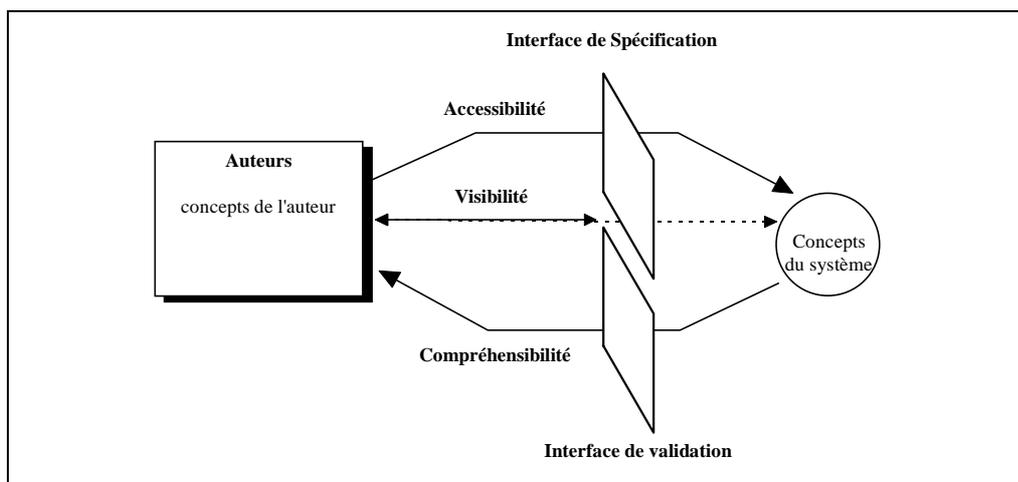 Interface de Spécification
Accessibilité
Auteurs
concepts de l'auteur
Visibilité
Concepts
du système
Compréhensibilité
Interface de validation